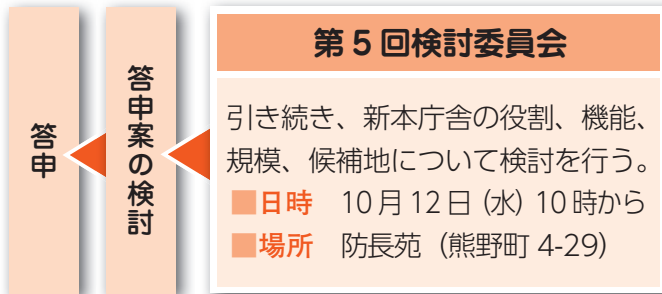 第5回検討委員会
引き続き、新本庁舎の役割、機能、
規模、候補地について検討を行う。
■日時 10月12日(水)10時から
■場所 防長苑(熊野町4-29)
答申案の検討
答申